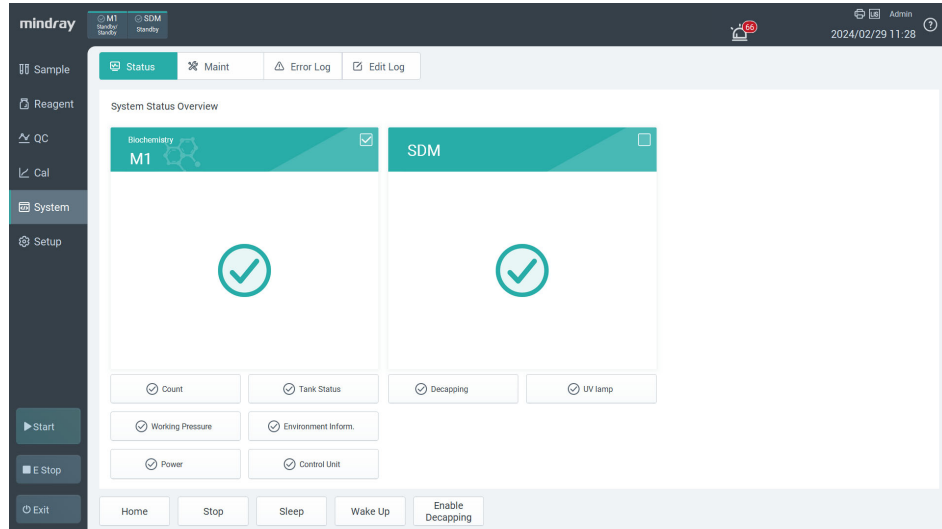 mindray
M1
Standby/
Standby
SDM
Standby
66
LIS
Admin
2024/02/29 11:28
Sample
Reagent
QC
Cal
System
Setup
Start
E Stop
Exit
Status
Maint
Error Log
Edit Log
System Status Overview
Biochemistry
M1
SDM
Count
Tank Status
Decapping
UV lamp
Working Pressure
Environment Inform.
Power
Control Unit
Home
Stop
Sleep
Wake Up
Enable
Decapping